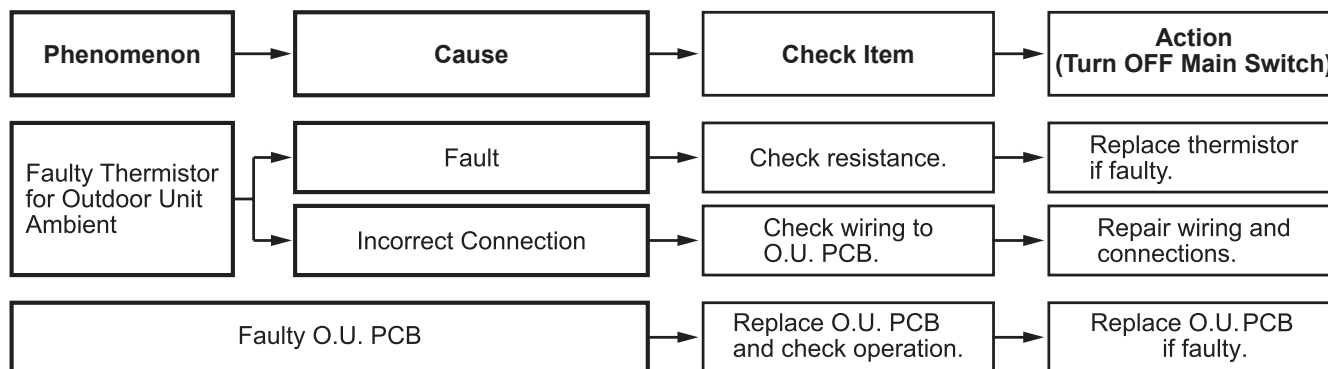 Phenomenon
Cause
Check Item
Action
(Turn OFF Main Switch)
Faulty Thermistor
for Outdoor Unit
Ambient
Fault
Check resistance.
Replace thermistor
if faulty.
Incorrect Connection
Check wiring to
O.U. PCB.
Repair wiring and
connections.
Faulty O.U. PCB
Replace O.U. PCB
and check operation.
Replace O.U. PCB
if faulty.